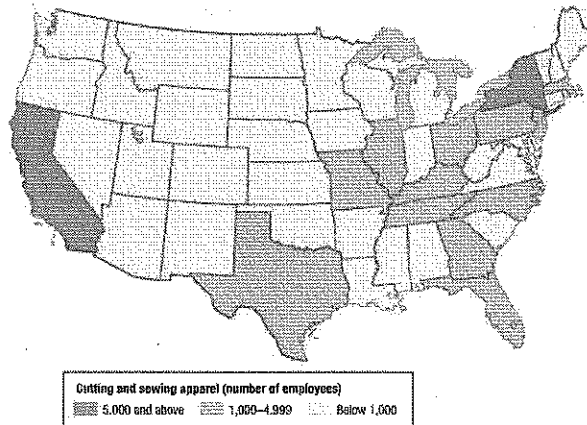 Cutting and sewing apparel (number of employees)
5,000 and above 1,000–4,999 Below 1,000